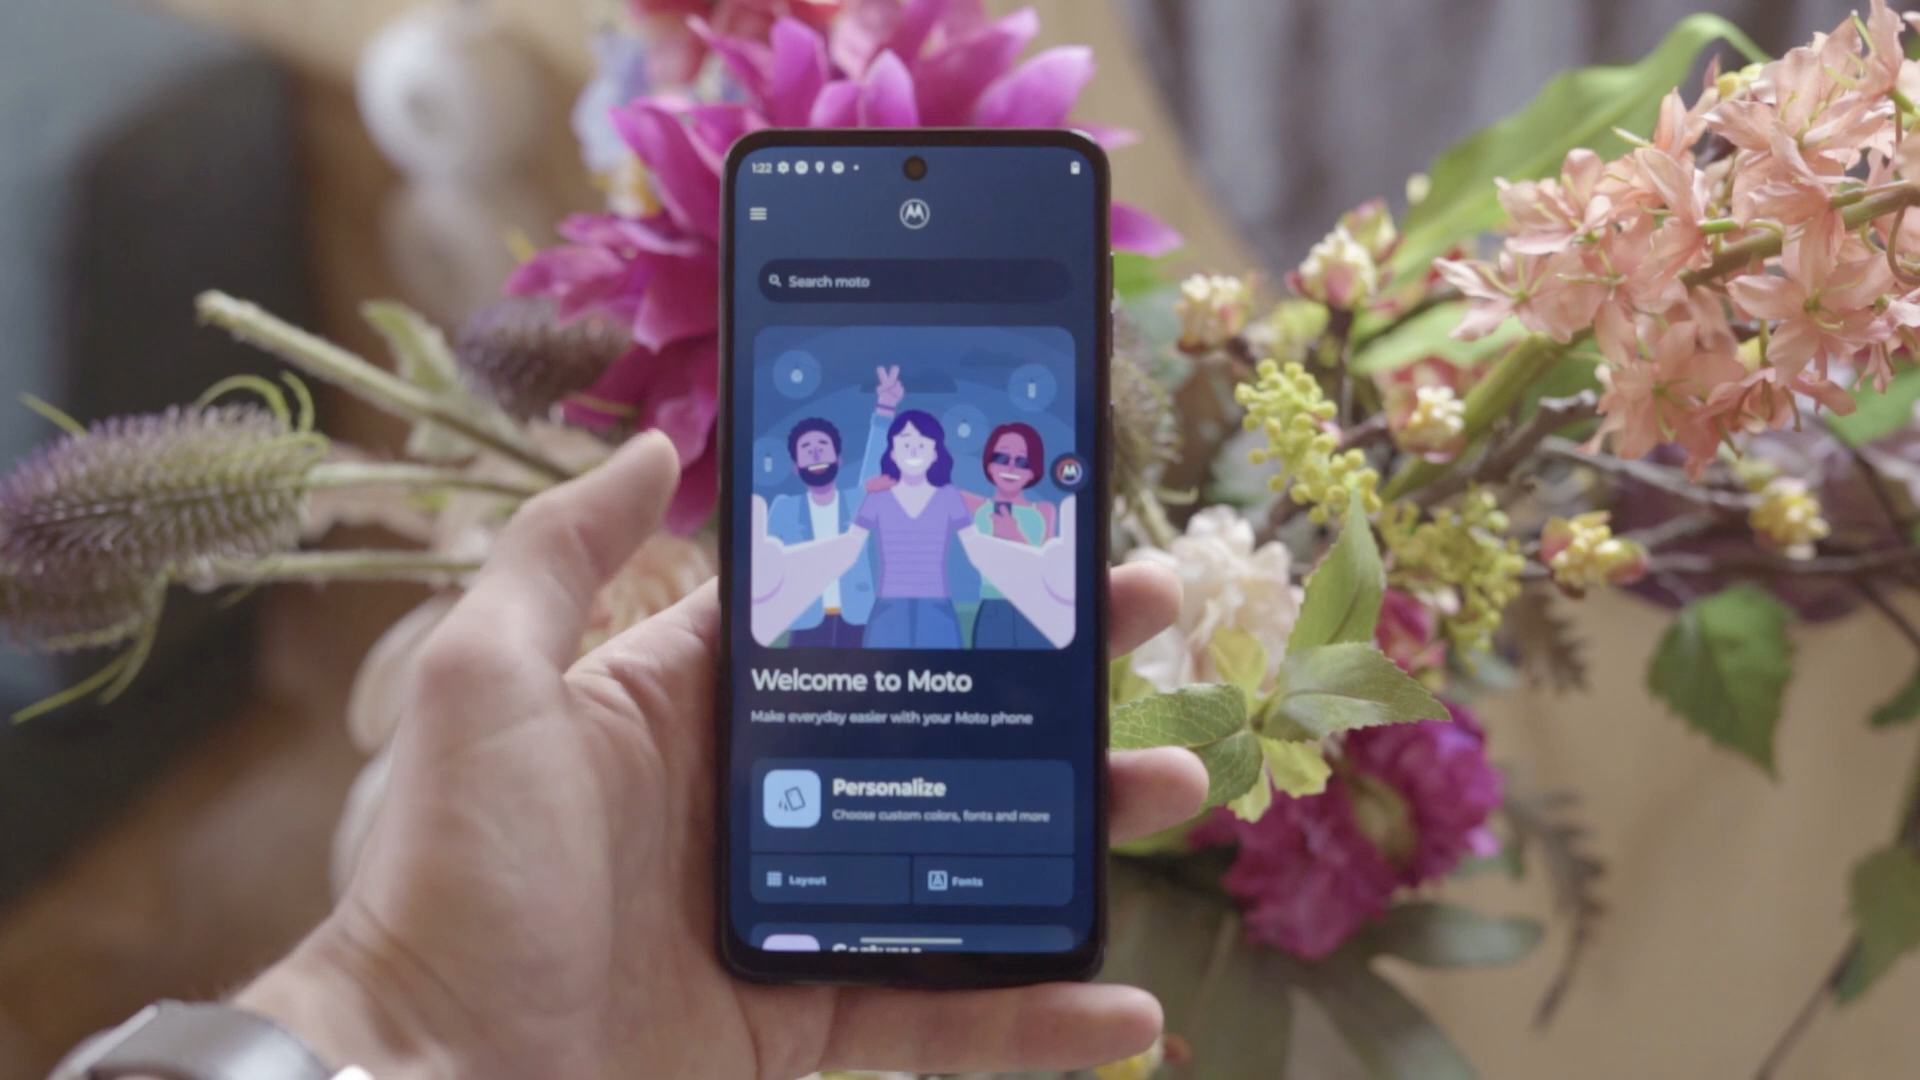 1:22
Search moto
Welcome to Moto
Make everyday easier with your Moto phone
Personalize
Choose custom colors, fonts and more
Layout
Fonts
Gestures